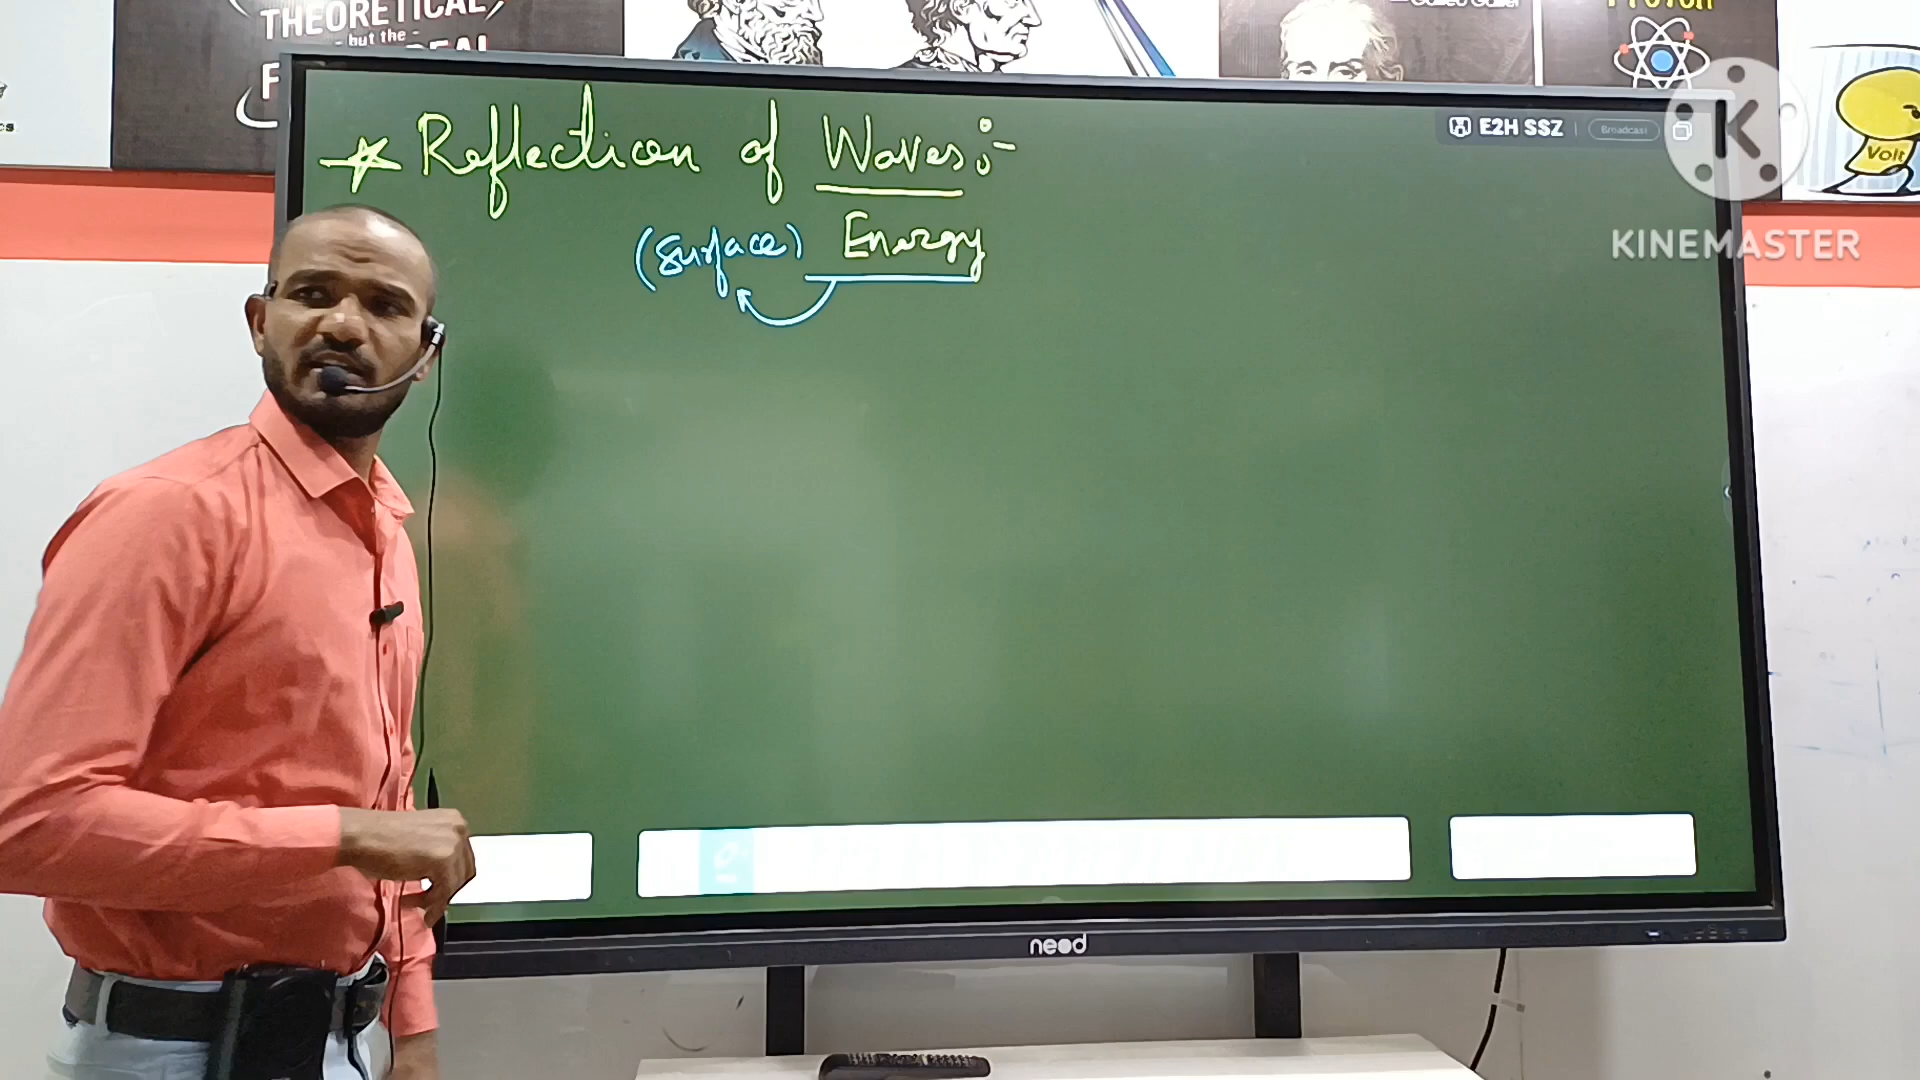 THEORETICAL
but the
Proton
Volt
E2H SSZ
Broadcast
K
KINEMASTER
★ Reflection of Waves:-
(surface) Energy
neod